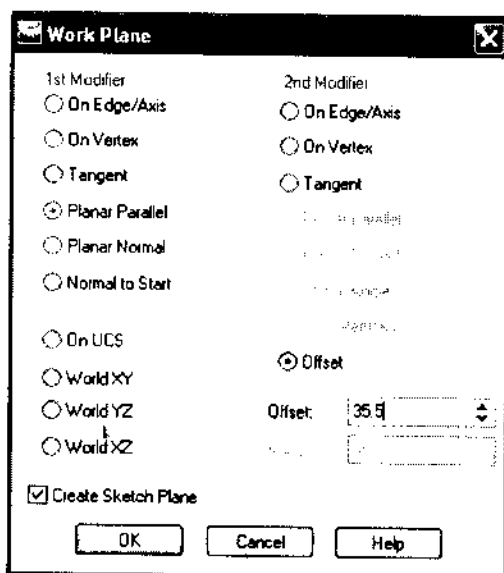 Work Plane
1st Modifier
On Edge/Axis
On Vertex
Tangent
Planar Parallel
Planar Normal
Normal to Start
On UCS
World XY
World YZ
World XZ
2nd Modifier
On Edge/Axis
On Vertex
Tangent
Offset
Offset: 35.5
Create Sketch Plane
OK Cancel Help